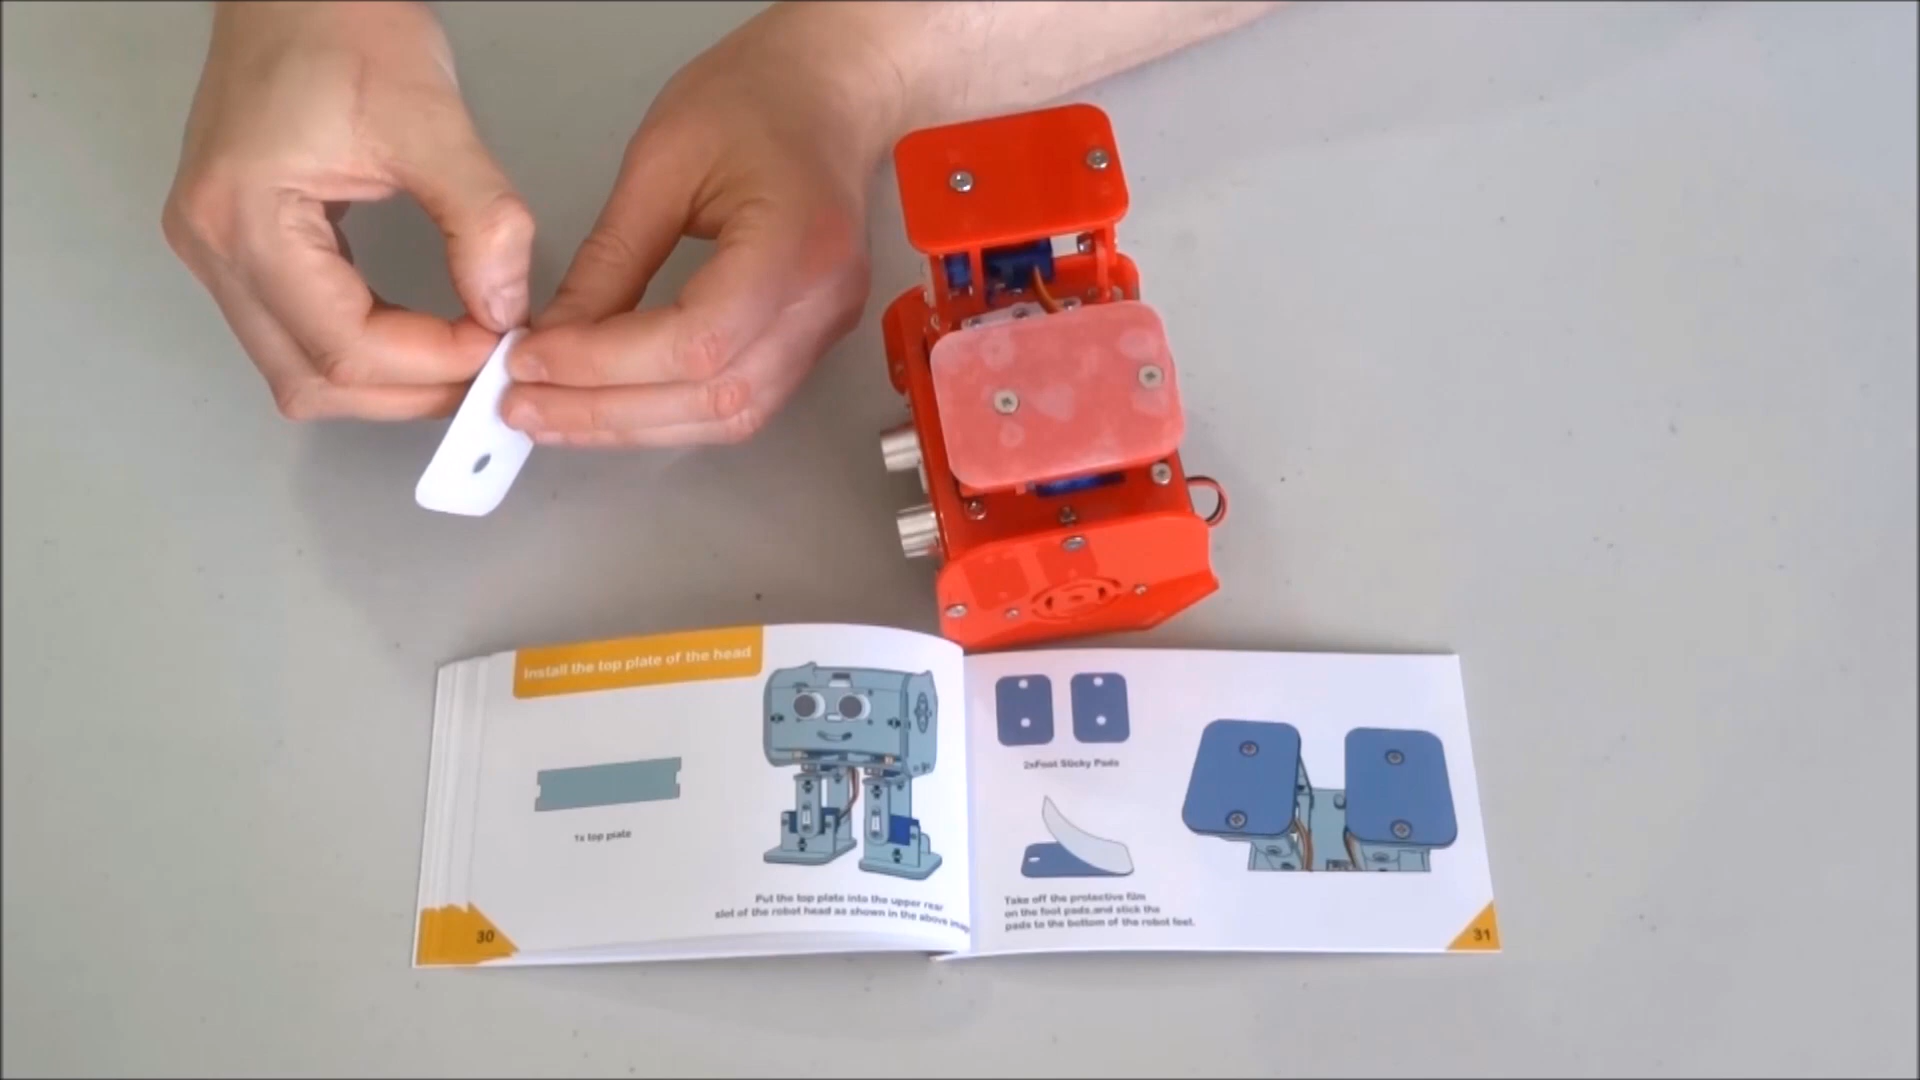 Install the top plate of the head
1x top plate
Put the top plate into the upper rear
slot of the robot head as shown in the above
30
2xFoot Sticky Pads
Take off the protective film
on the foot pads,and stick the
pads to the bottom of the robot feet.
31